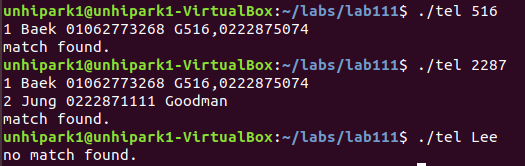 unhipark1@unhipark1-VirtualBox:~/labs/lab111$ ./tel 516
1 Baek 01062773268 G516,0222875074
match found.
unhipark1@unhipark1-VirtualBox:~/labs/lab111$ ./tel 2287
1 Baek 01062773268 G516,0222875074
2 Jung 0222871111 Goodman
match found.
unhipark1@unhipark1-VirtualBox:~/labs/lab111$ ./tel Lee
no match found.